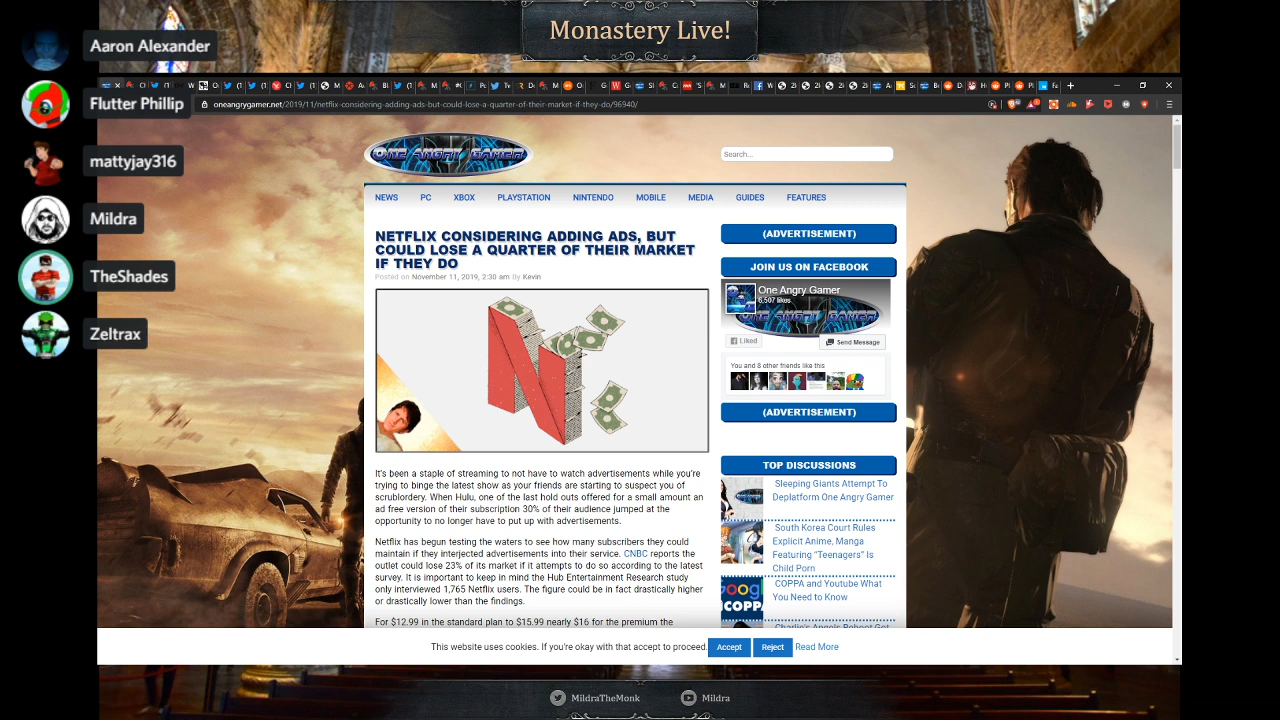 Monastery Live!
Aaron Alexander
Flutter Phillip
mattyjay316
Mildra
TheShades
Zeltrax
oneangrygamer.net/2019/11/netflix-considering-adding-ads-but-could-lose-a-quarter-of-their-market-if-they-do/96940/
ONE ANGRY GAMER
Search...
NEWS PC XBOX PLAYSTATION NINTENDO MOBILE MEDIA GUIDES FEATURES
NETFLIX CONSIDERING ADDING ADS, BUT
COULD LOSE A QUARTER OF THEIR MARKET
IF THEY DO
Posted on November 11, 2019, 2:30 am By Kevin
It's been a staple of streaming to not have to watch advertisements while you're
trying to binge the latest show as your friends are starting to suspect you of
scrublordery. When Hulu, one of the last hold outs offered for a small amount an
ad free version of their subscription 30% of their audience jumped at the
opportunity to no longer have to put up with advertisements.
Netflix has begun testing the waters to see how many subscribers they could
maintain if they interjected advertisements into their service. CNBC reports the
outlet could lose 23% of its market if it attempts to do so according to the latest
survey. It is important to keep in mind the Hub Entertainment Research study
only interviewed 1,765 Netflix users. The figure could be in fact drastically higher
or drastically lower than the findings.
For $12.99 in the standard plan to $15.99 nearly $16 for the premium the
(ADVERTISEMENT)
JOIN US ON FACEBOOK
One Angry Gamer
6,507 likes
ONE ANGRY GAMER
Liked
Send Message
You and 8 other friends like this
(ADVERTISEMENT)
TOP DISCUSSIONS
Sleeping Giants Attempt To
Deplatform One Angry Gamer
South Korea Court Rules
Explicit Anime, Manga
Featuring “Teenagers” Is
Child Porn
Google
COPPA
COPPA and Youtube What
You Need to Know
Charlie's Angels Reboot Got
This website uses cookies. If you're okay with that accept to proceed. Accept Reject Read More
MildraTheMonk
Mildra